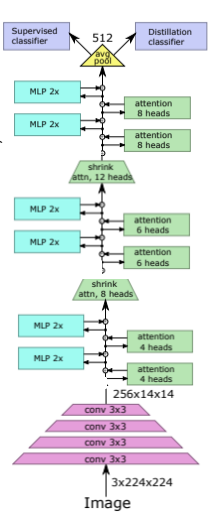 Supervised
classifier
512
Distillation
classifier
avg
pool
MLP 2x
attention
8 heads
MLP 2x
attention
8 heads
shrink
attn, 12 heads
MLP 2x
attention
6 heads
MLP 2x
attention
6 heads
shrink
attn, 8 heads
MLP 2x
attention
4 heads
MLP 2x
attention
4 heads
256x14x14
conv 3x3
conv 3x3
conv 3x3
conv 3x3
3x224x224
Image